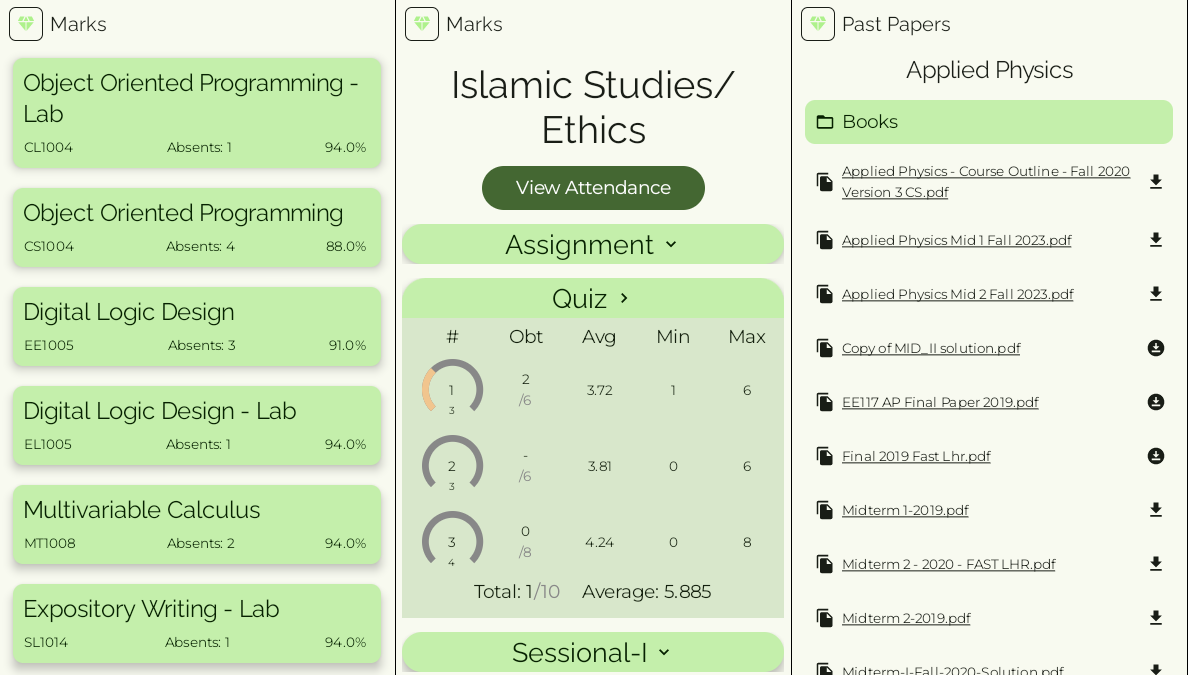 Marks
Object Oriented Programming -
Lab
CL1004 Absents: 1 94.0%
Object Oriented Programming
CS1004 Absents: 4 88.0%
Digital Logic Design
EE1005 Absents: 3 91.0%
Digital Logic Design - Lab
EL1005 Absents: 1 94.0%
Multivariable Calculus
MT1008 Absents: 2 94.0%
Expository Writing - Lab
SL1014 Absents: 1 94.0%
Marks
Islamic Studies/
Ethics
View Attendance
Assignment
Quiz
# Obt Avg Min Max
1 3 2 /6 3.72 1 6
2 3 - /6 3.81 0 6
3 4 0 /8 4.24 0 8
Total: 1/10 Average: 5.885
Sessional-I
Past Papers
Applied Physics
Books
Applied Physics - Course Outline - Fall 2020
Version 3 CS.pdf
Applied Physics Mid 1 Fall 2023.pdf
Applied Physics Mid 2 Fall 2023.pdf
Copy of MID_II solution.pdf
EE117 AP Final Paper 2019.pdf
Final 2019 Fast Lhr.pdf
Midterm 1-2019.pdf
Midterm 2 - 2020 - FAST LHR.pdf
Midterm 2-2019.pdf
Midterm-I-Fall-2020-Solution.pdf